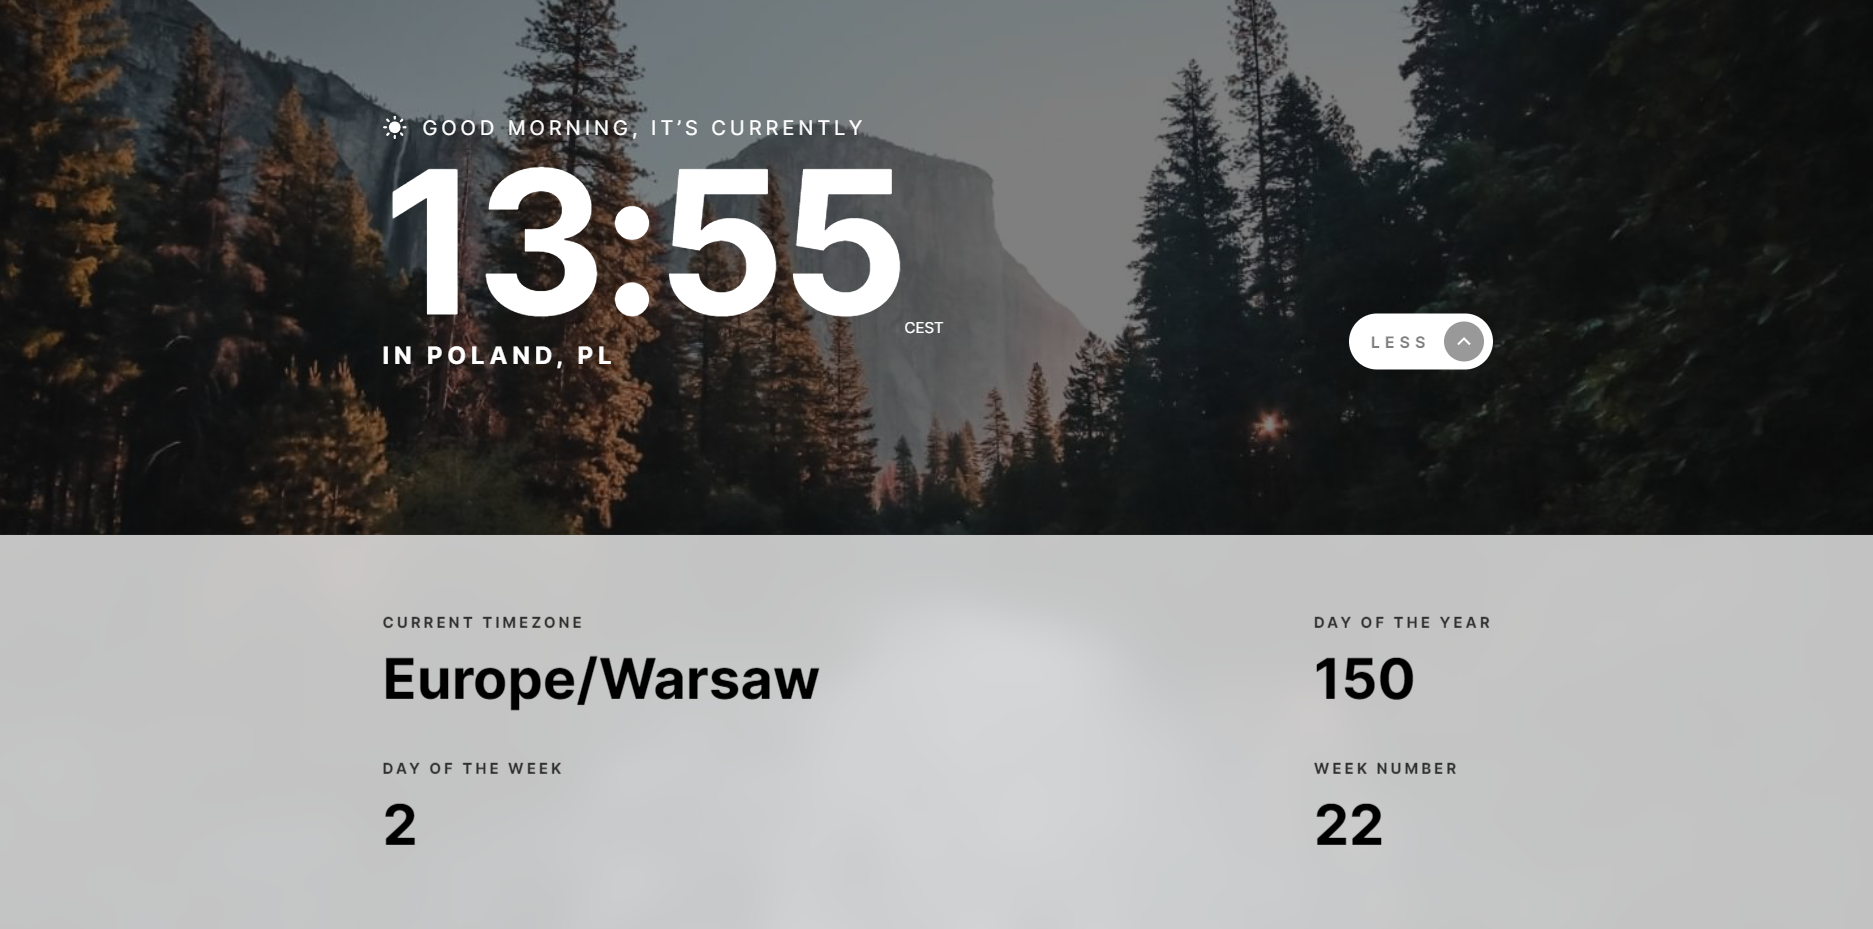 GOOD MORNING, IT’S CURRENTLY
13:55 CEST
IN POLAND, PL
LESS
CURRENT TIMEZONE
Europe/Warsaw
DAY OF THE YEAR
150
DAY OF THE WEEK
2
WEEK NUMBER
22